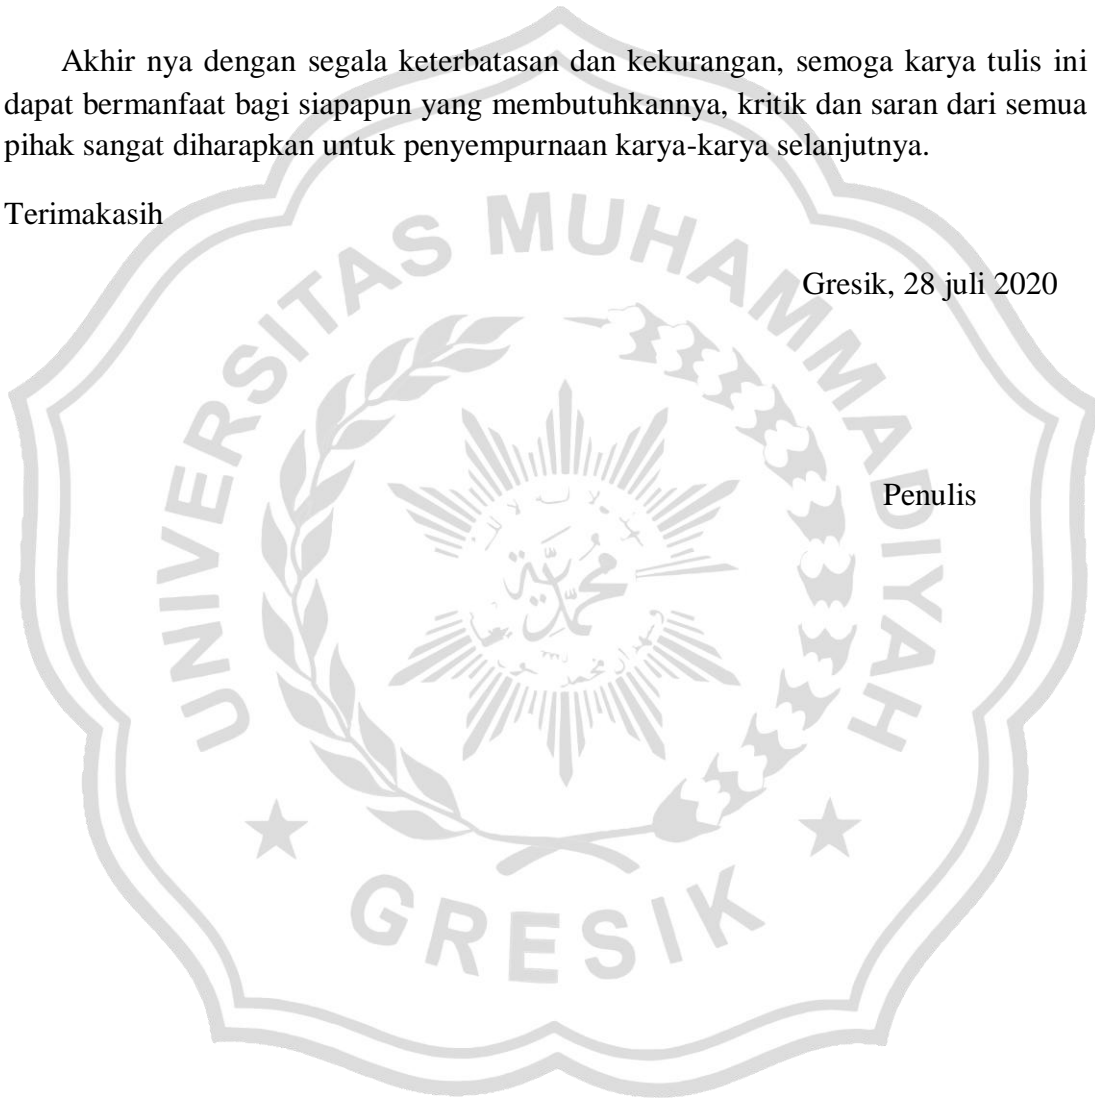 Akhir nya dengan segala keterbatasan dan kekurangan, semoga karya tulis ini
dapat bermanfaat bagi siapapun yang membutuhkannya, kritik dan saran dari semua
pihak sangat diharapkan untuk penyempurnaan karya-karya selanjutnya.
Terimakasih
Gresik, 28 juli 2020
Penulis
UNIVERSITAS MUHAMMADIYAH
محمدية
GRESIK